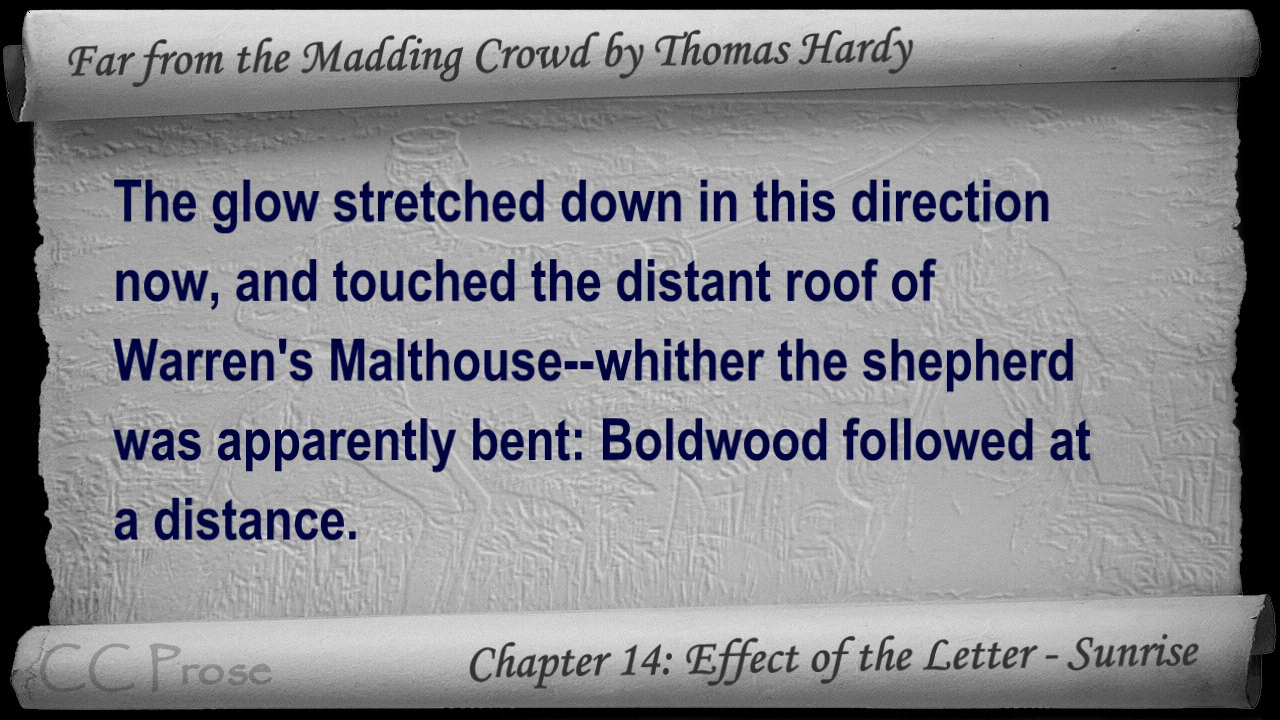 Far from the Madding Crowd by Thomas Hardy
The glow stretched down in this direction
now, and touched the distant roof of
Warren's Malthouse--whither the shepherd
was apparently bent: Boldwood followed at
a distance.
CC Prose
Chapter 14: Effect of the Letter - Sunrise